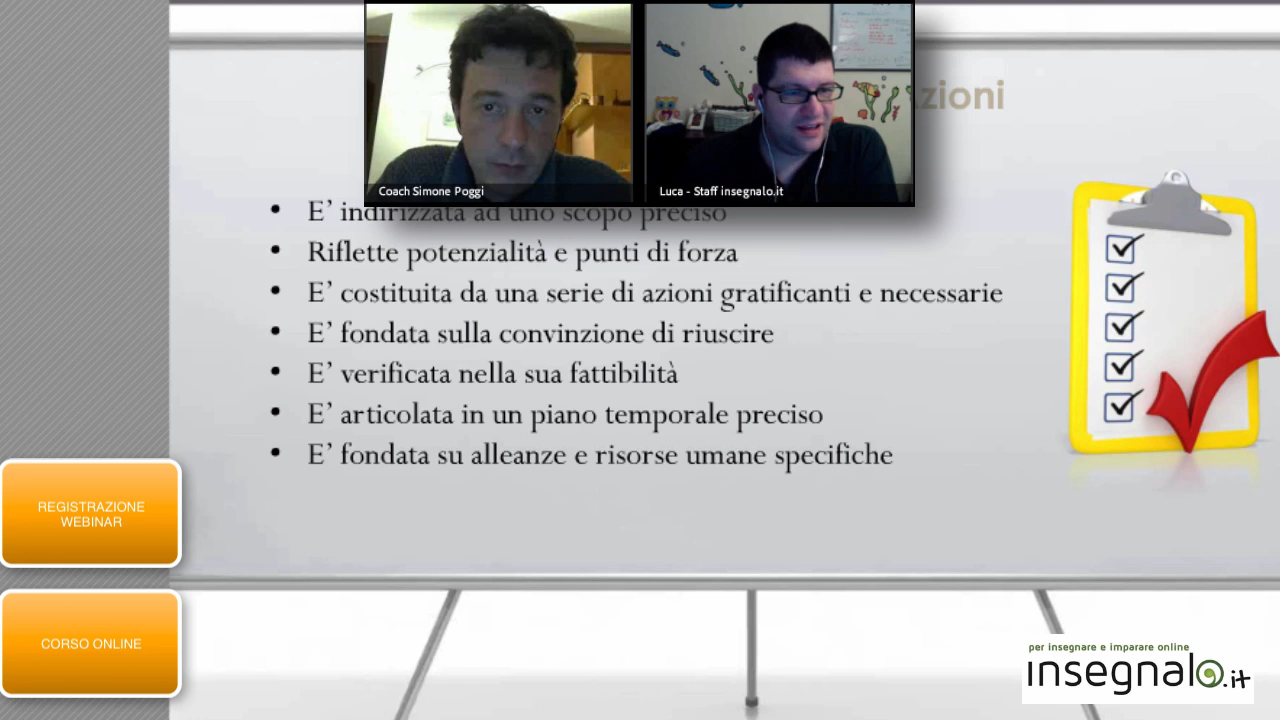 zioni
Coach Simone Poggi
Luca - Staff insegnalo.it
• E’ indirizzata ad uno scopo preciso
• Riflette potenzialità e punti di forza
• E’ costituita da una serie di azioni gratificanti e necessarie
• E’ fondata sulla convinzione di riuscire
• E’ verificata nella sua fattibilità
• E’ articolata in un piano temporale preciso
• E’ fondata su alleanze e risorse umane specifiche
REGISTRAZIONE
WEBINAR
CORSO ONLINE
per insegnare e imparare online
insegnalo.it